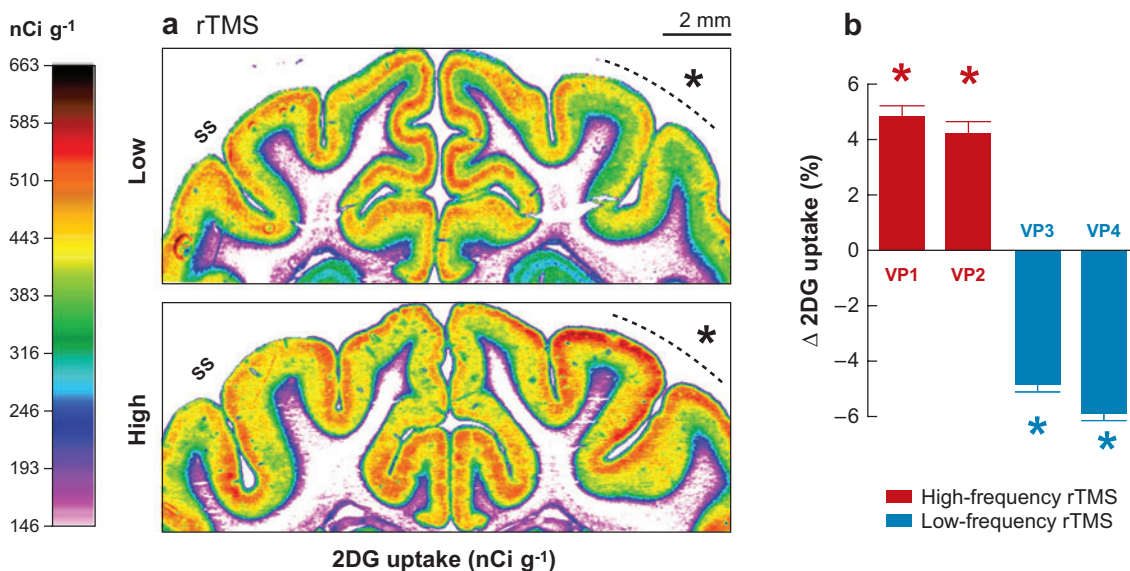 nCi g⁻¹
663
585
510
443
383
316
246
193
146
a rTMS
2 mm
*
ss
Low
*
ss
High
2DG uptake (nCi g⁻¹)
b
Δ 2DG uptake (%)
6
4
2
0
–2
–4
–6
* *
VP3 VP4
VP1 VP2
* *
High-frequency rTMS
Low-frequency rTMS